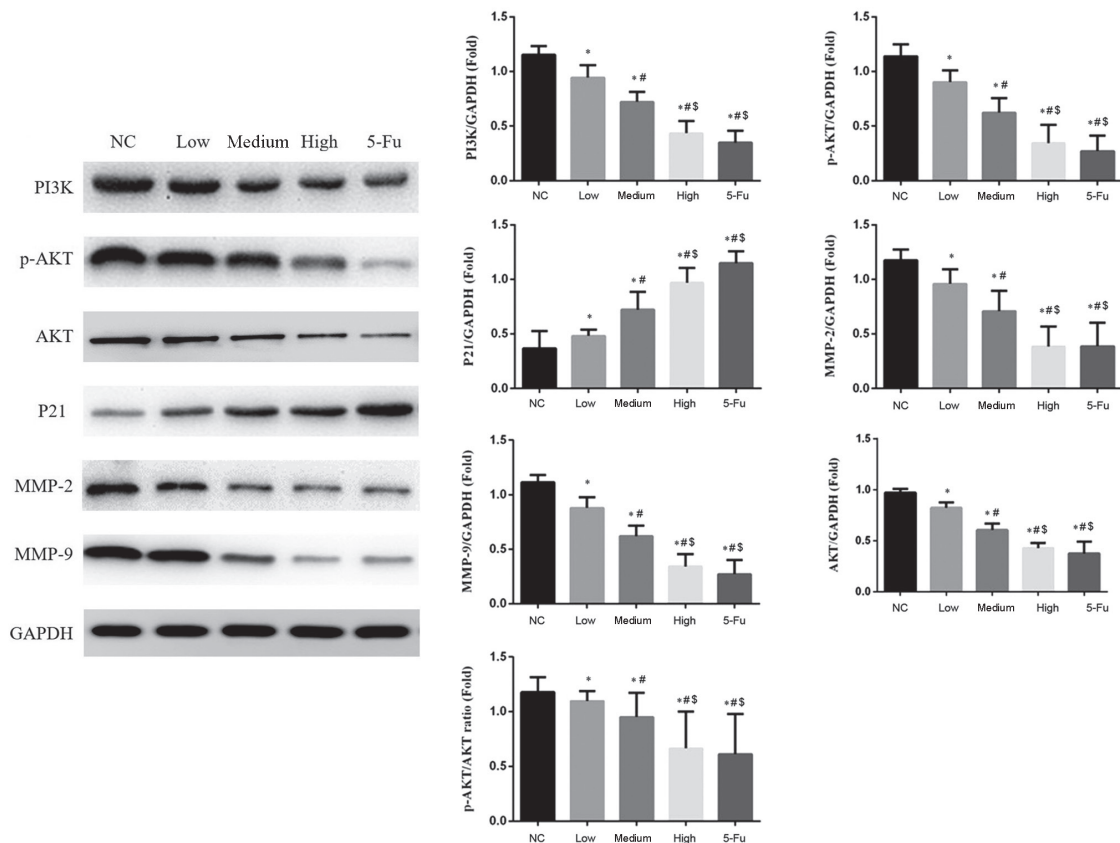 NC Low Medium High 5-Fu
PI3K
p-AKT
AKT
P21
MMP-2
MMP-9
GAPDH
PI3K/GAPDH (Fold)
1.5
1.0
0.5
0.0
* *# *#$ *#$
NC Low Medium High 5-Fu
p-AKT/GAPDH (Fold)
1.5
1.0
0.5
0.0
* *# *#$ *#$
NC Low Medium High 5-Fu
P21/GAPDH (Fold)
1.5
1.0
0.5
0.0
* *# *#$ *#$
NC Low Medium High 5-Fu
MMP-2/GAPDH (Fold)
1.5
1.0
0.5
0.0
* *# *#$ *#$
NC Low Medium High 5-Fu
MMP-9/GAPDH (Fold)
1.5
1.0
0.5
0.0
* *# *#$ *#$
NC Low Medium High 5-Fu
AKT/GAPDH (Fold)
1.5
1.0
0.5
0.0
* *# *#$ *#$
NC Low Medium High 5-Fu
p-AKT/AKT ratio (Fold)
1.5
1.0
0.5
0.0
* *# *#$ *#$
NC Low Medium High 5-Fu